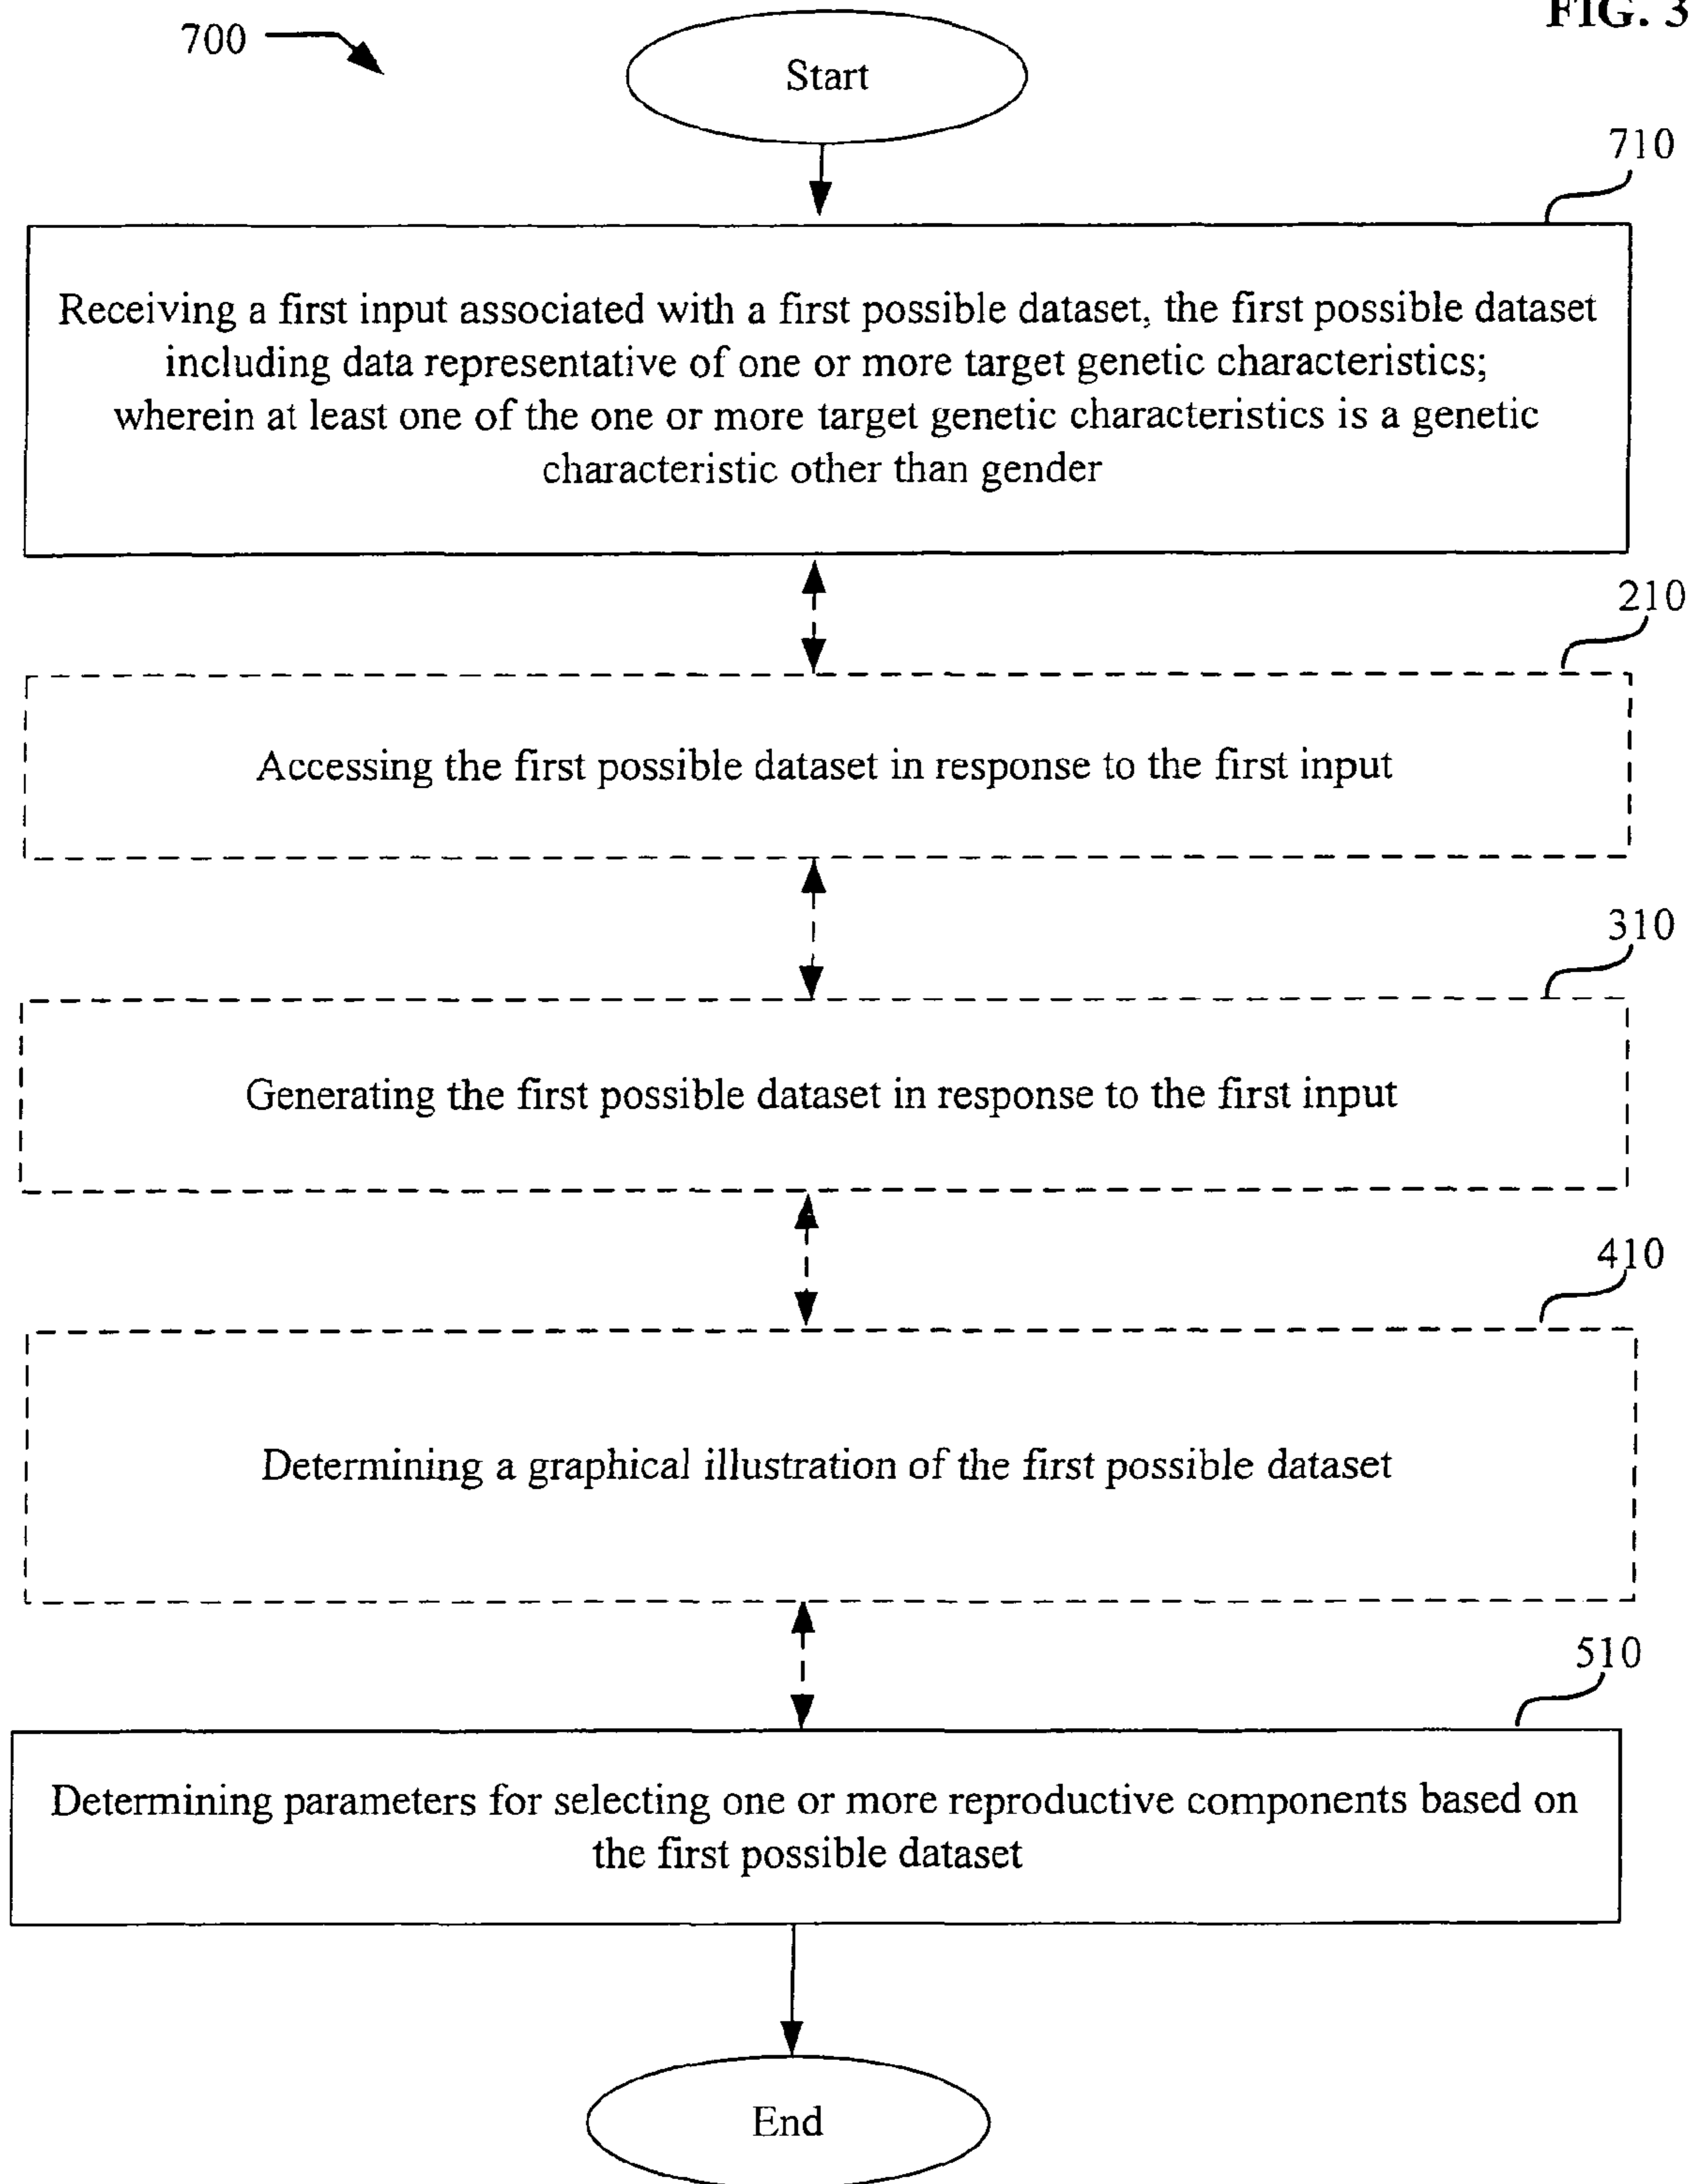 FIG. 3
700
Start
710
Receiving a first input associated with a first possible dataset, the first possible dataset
including data representative of one or more target genetic characteristics;
wherein at least one of the one or more target genetic characteristics is a genetic
characteristic other than gender
210
Accessing the first possible dataset in response to the first input
310
Generating the first possible dataset in response to the first input
410
Determining a graphical illustration of the first possible dataset
510
Determining parameters for selecting one or more reproductive components based on
the first possible dataset
End